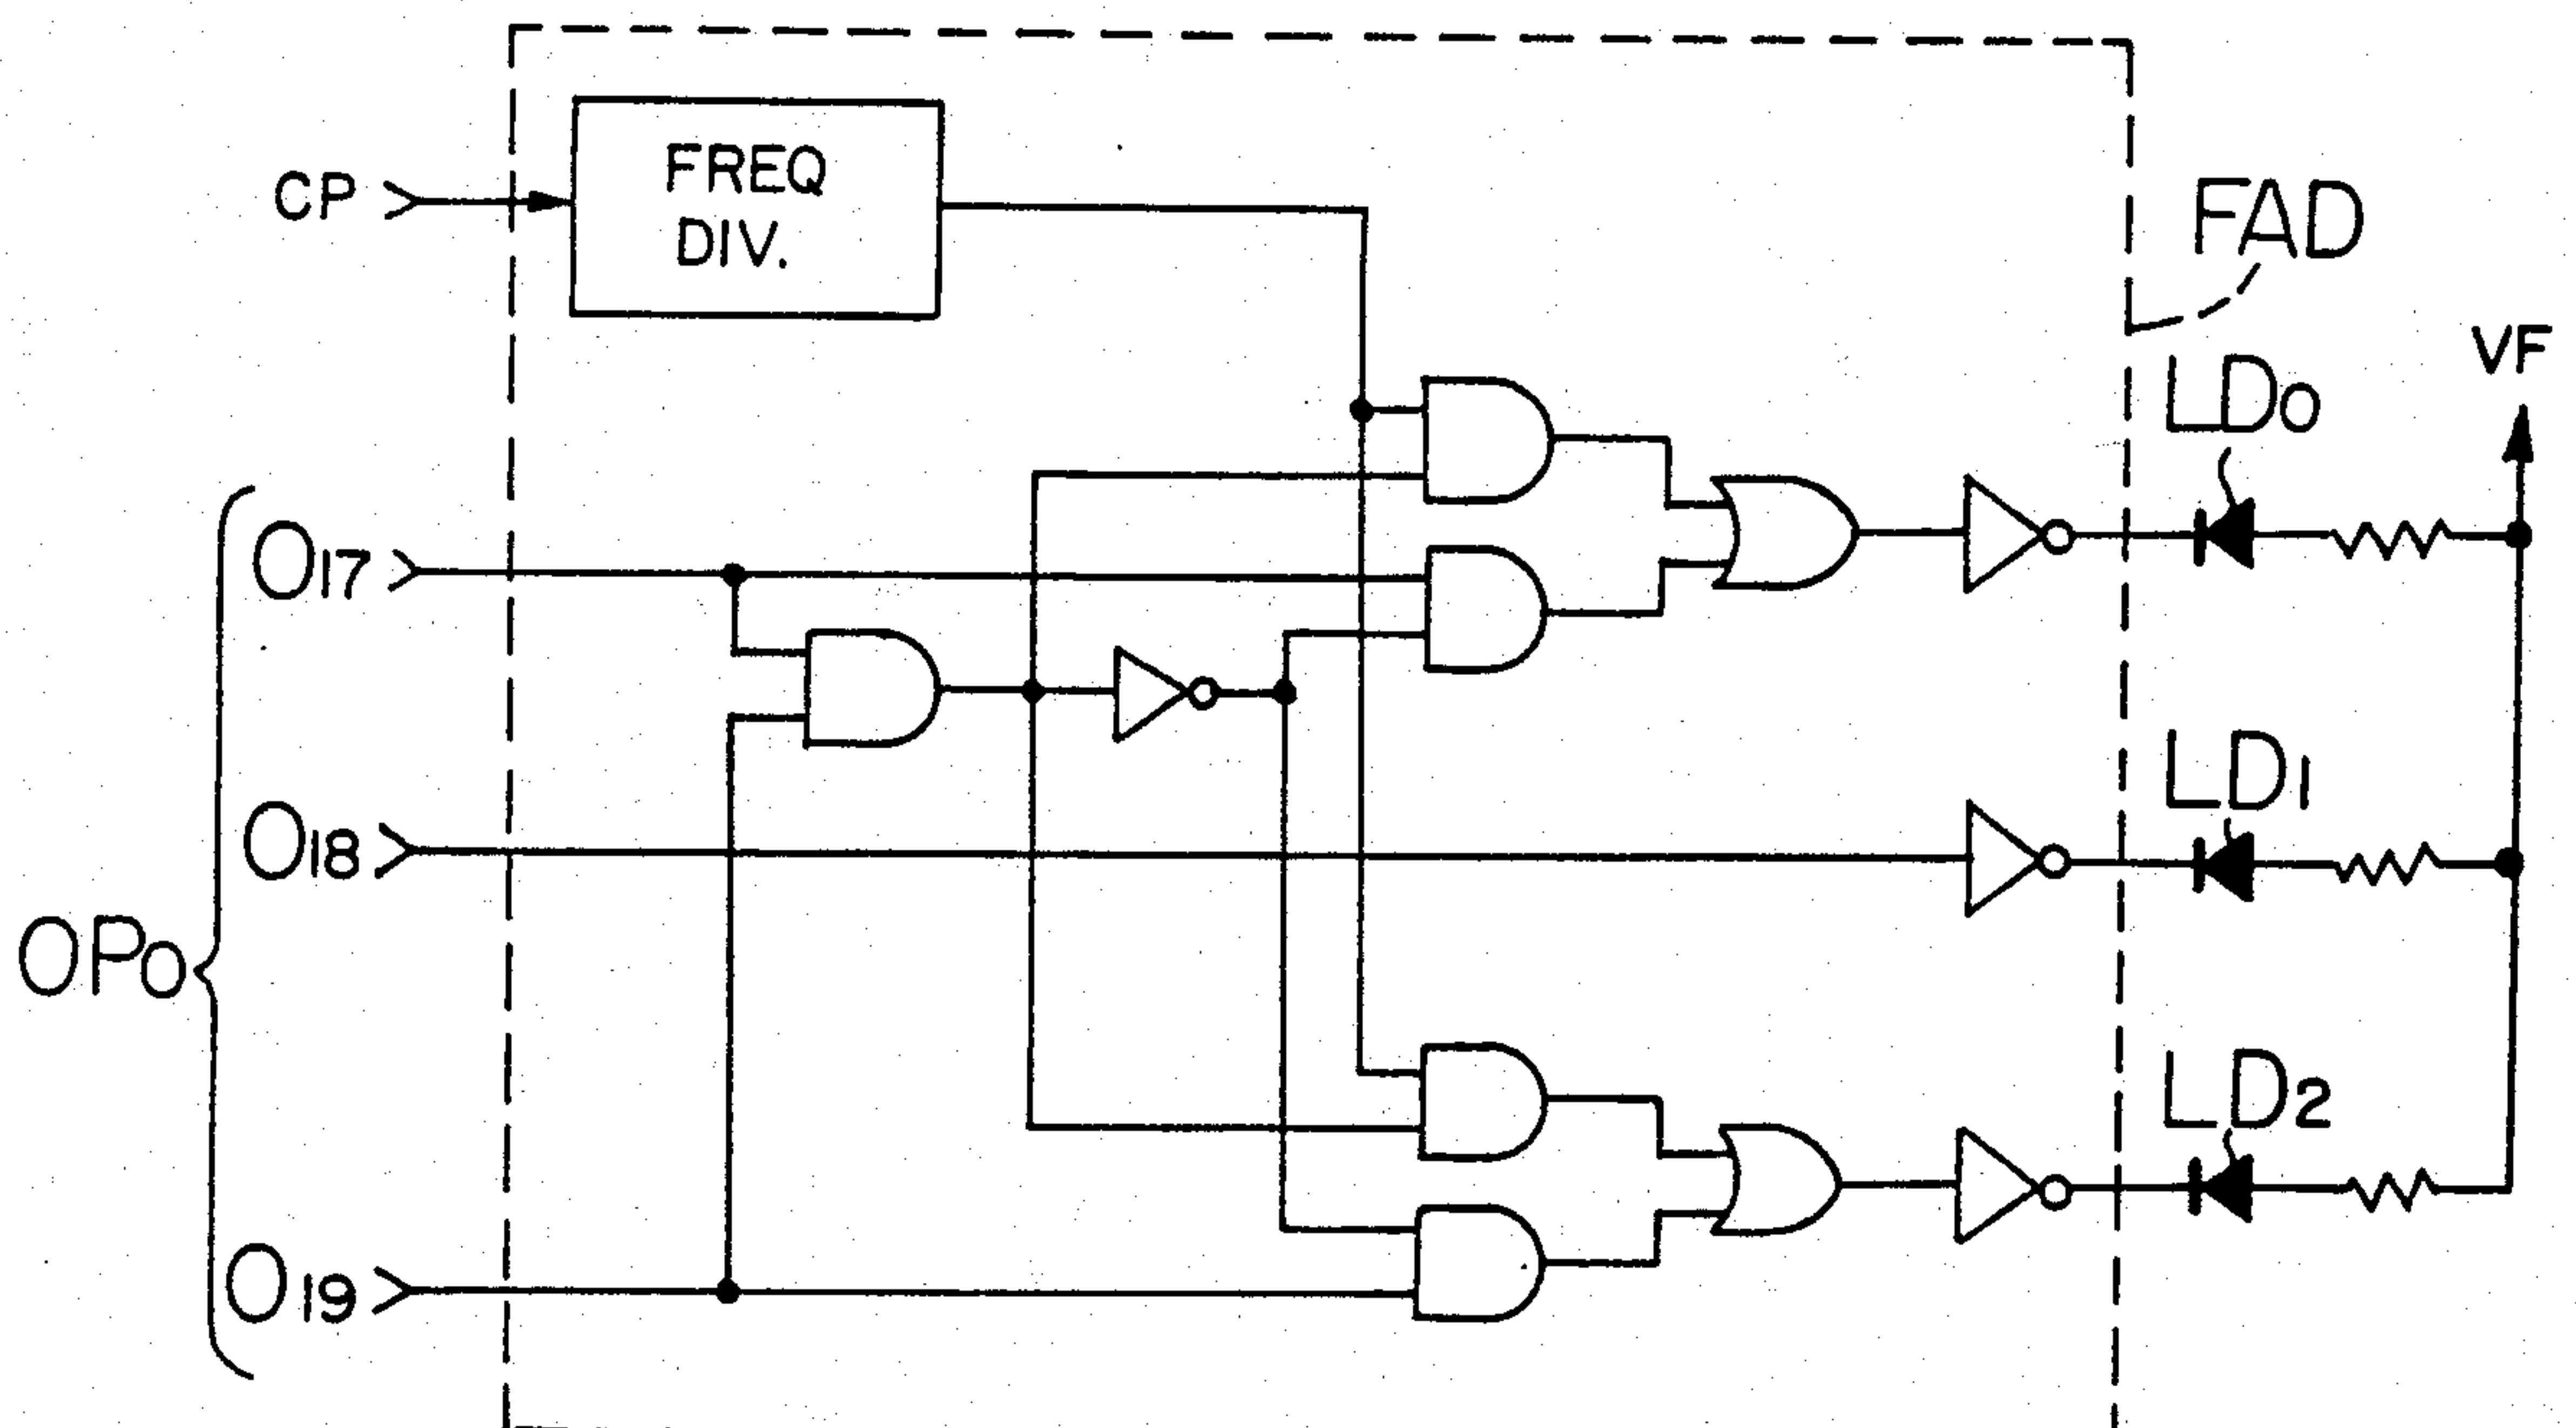 CP
FREQ
DIV.
FAD
VF
LD0
O17
LD1
O18
OP0
LD2
O19